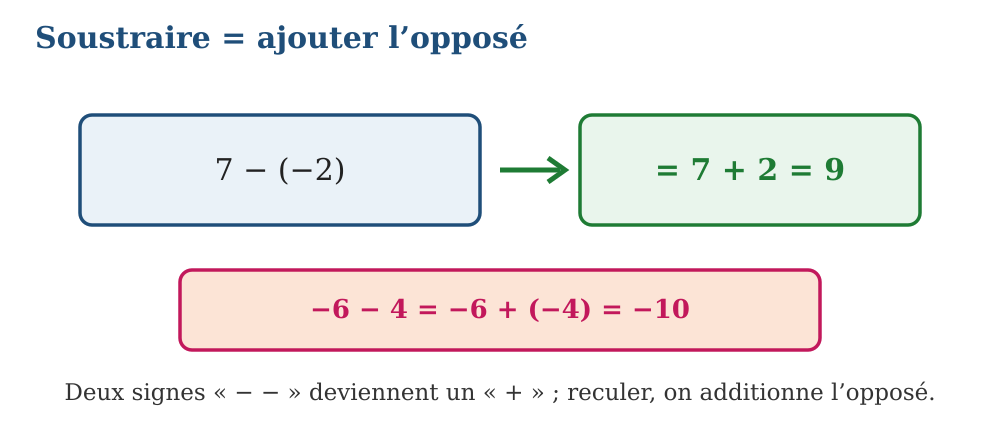 Soustraire = ajouter l’opposé
7 − (−2)
= 7 + 2 = 9
−6 − 4 = −6 + (−4) = −10
Deux signes « − − » deviennent un « + » ; reculer, on additionne l’opposé.